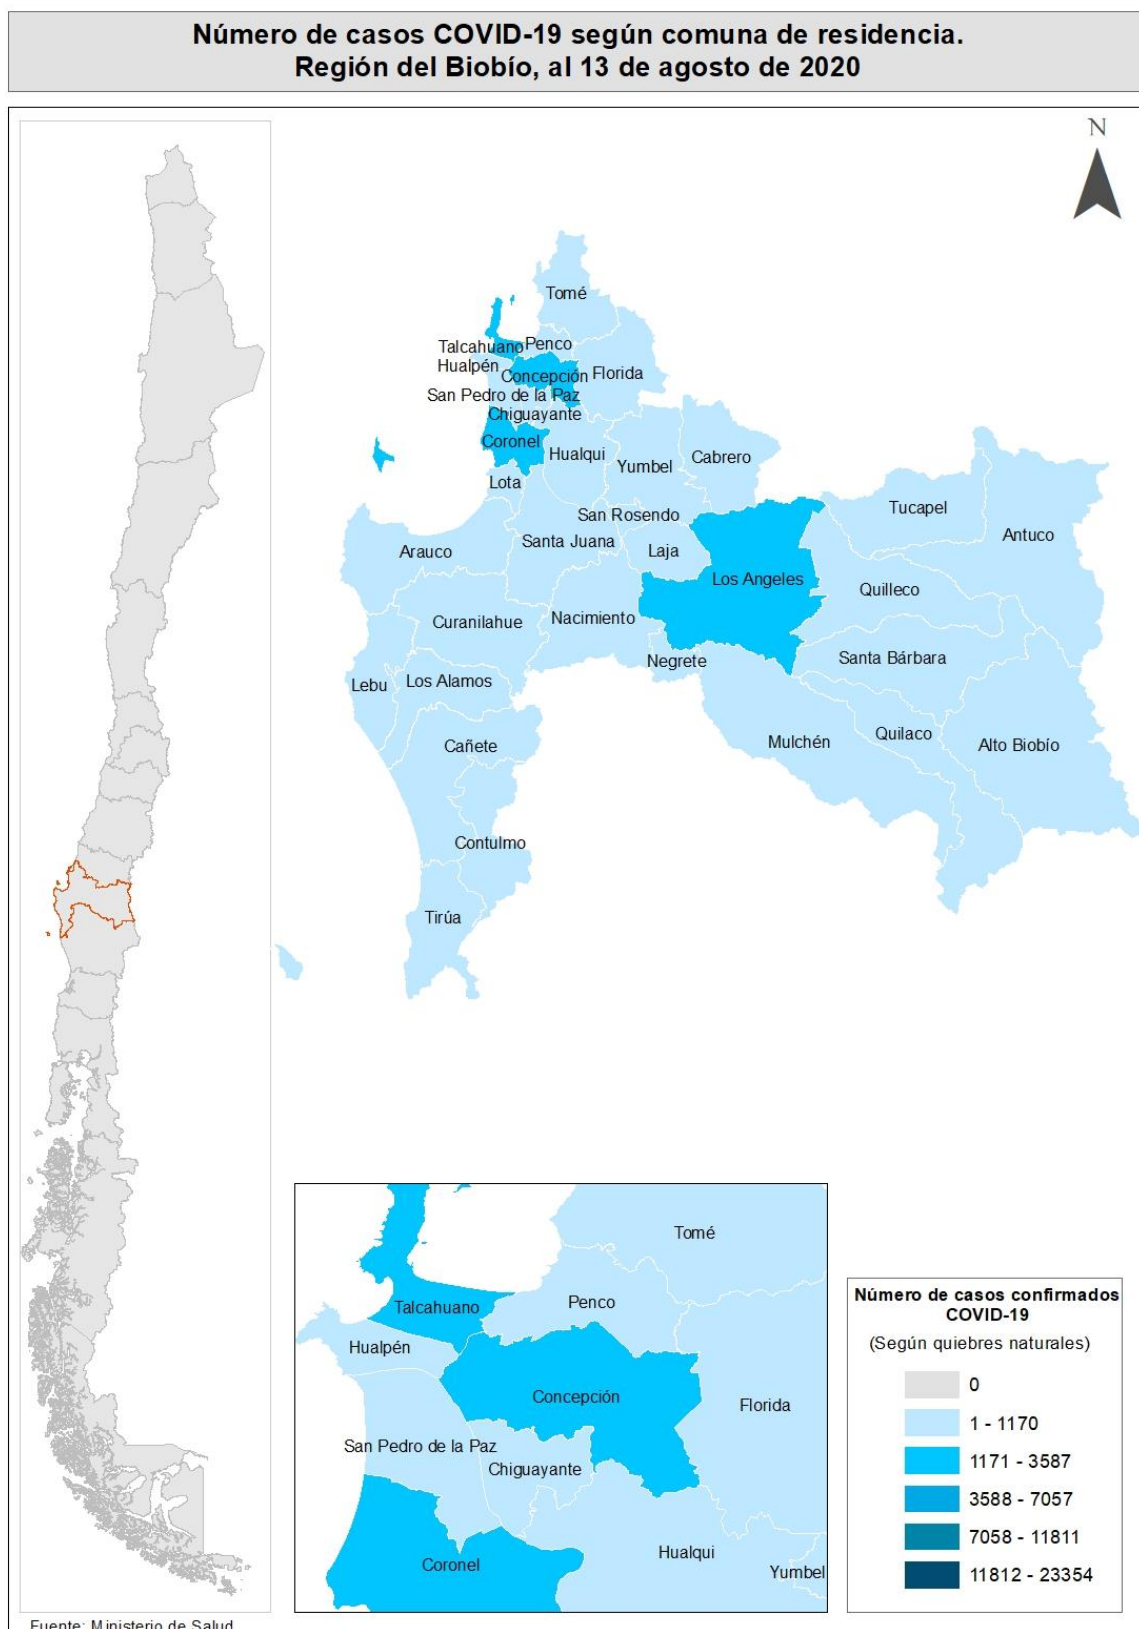 Número de casos COVID-19 según comuna de residencia.
Región del Biobío, al 13 de agosto de 2020
N
Tomé
Talcahuano
Penco
Hualpén
Concepción
Florida
San Pedro de la Paz
Chiguayante
Coronel
Hualqui
Yumbel
Cabrero
Lota
Tucapel
San Rosendo
Antuco
Arauco
Santa Juana
Laja
Los Angeles
Quilleco
Curanilahue
Nacimiento
Negrete
Santa Bárbara
Lebu
Los Alamos
Cañete
Mulchén
Quilaco
Alto Biobío
Contulmo
Tirúa
Tomé
Talcahuano
Penco
Hualpén
Concepción
Florida
San Pedro de la Paz
Chiguayante
Coronel
Hualqui
Yumbel
Número de casos confirmados
COVID-19
(Según quiebres naturales)
0
1 - 1170
1171 - 3587
3588 - 7057
7058 - 11811
11812 - 23354
Fuente: Ministerio de Salud